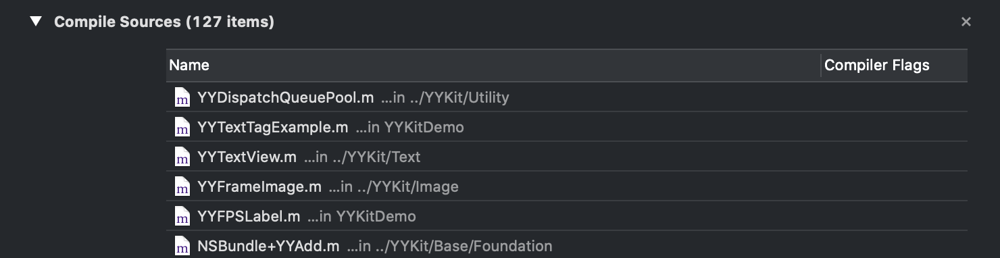 ▼ Compile Sources (127 items) ×
Name Compiler Flags
m YYDispatchQueuePool.m ...in ../YYKit/Utility
m YYTextTagExample.m ...in YYKitDemo
m YYTextView.m ...in ../YYKit/Text
m YYFrameImage.m ...in ../YYKit/Image
m YYFPSLabel.m ...in YYKitDemo
m NSBundle+YYAdd.m ...in ../YYKit/Base/Foundation